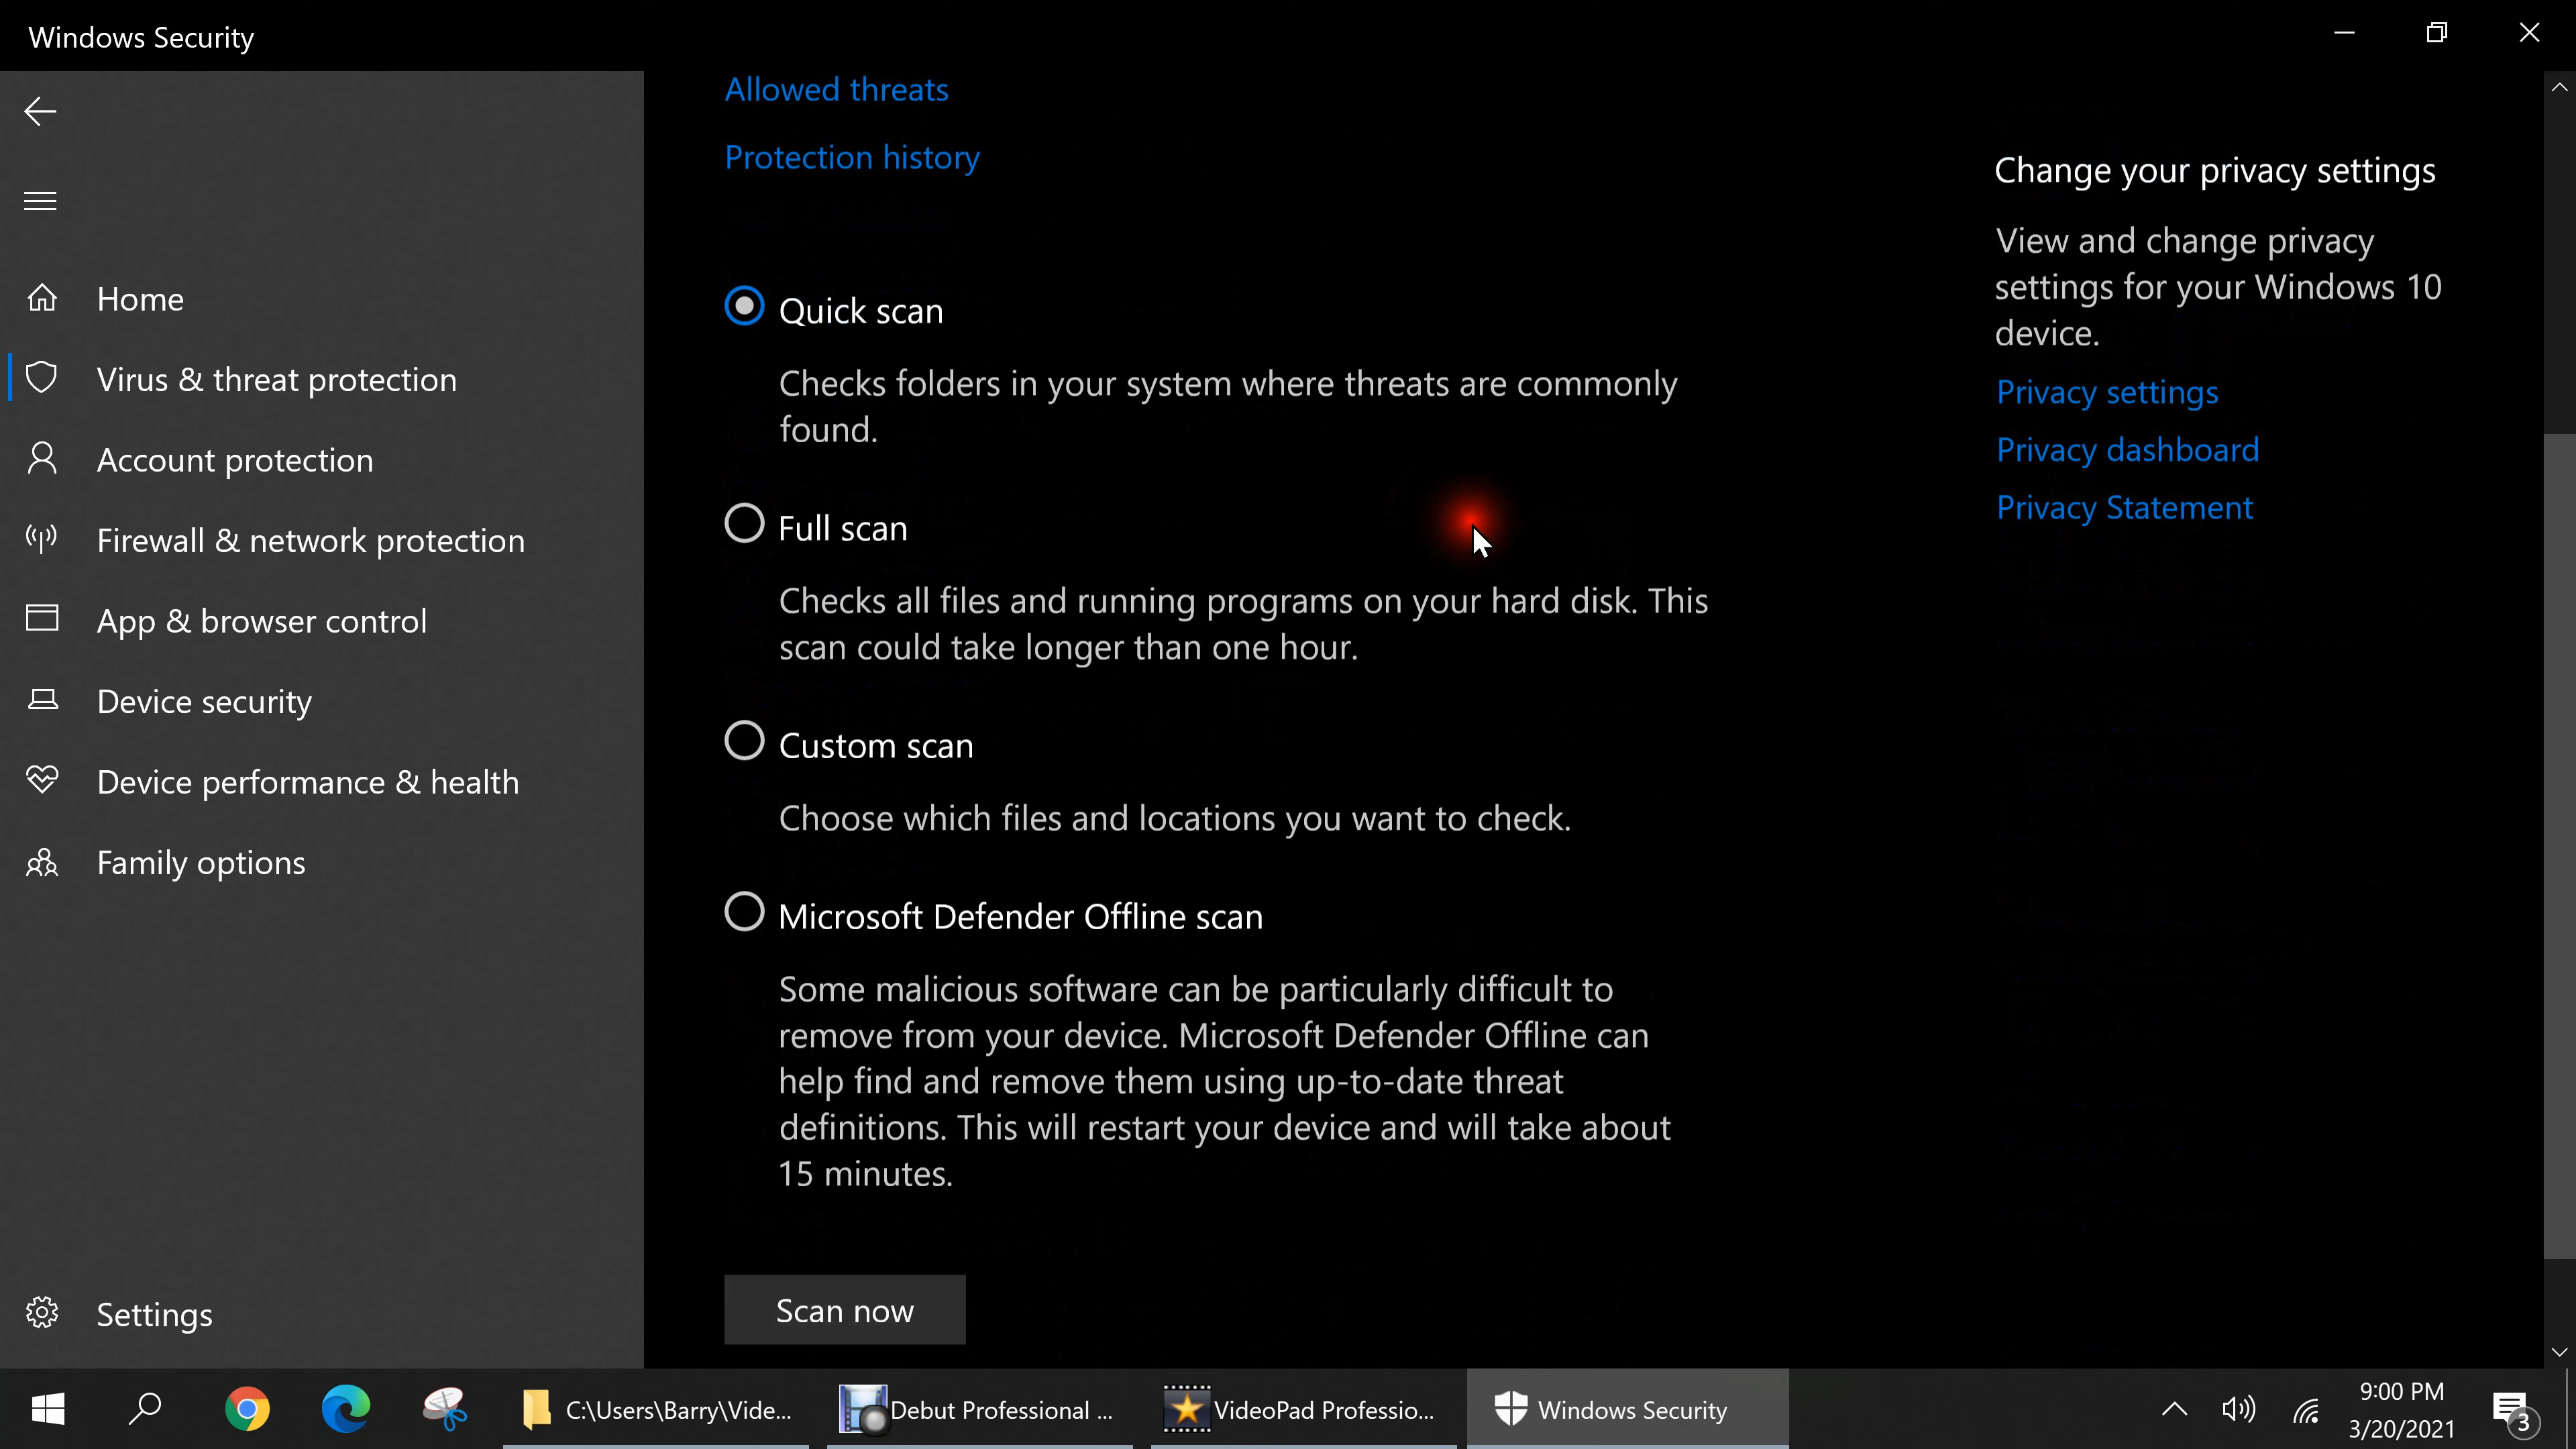 Windows Security
Home
Virus & threat protection
Account protection
Firewall & network protection
App & browser control
Device security
Device performance & health
Family options
Settings
Allowed threats
Protection history
Quick scan
Checks folders in your system where threats are commonly
found.
Full scan
Checks all files and running programs on your hard disk. This
scan could take longer than one hour.
Custom scan
Choose which files and locations you want to check.
Microsoft Defender Offline scan
Some malicious software can be particularly difficult to
remove from your device. Microsoft Defender Offline can
help find and remove them using up-to-date threat
definitions. This will restart your device and will take about
15 minutes.
Scan now
Change your privacy settings
View and change privacy
settings for your Windows 10
device.
Privacy settings
Privacy dashboard
Privacy Statement
C:\Users\Barry\Vide...
Debut Professional ...
VideoPad Professio...
Windows Security
9:00 PM
3/20/2021
3